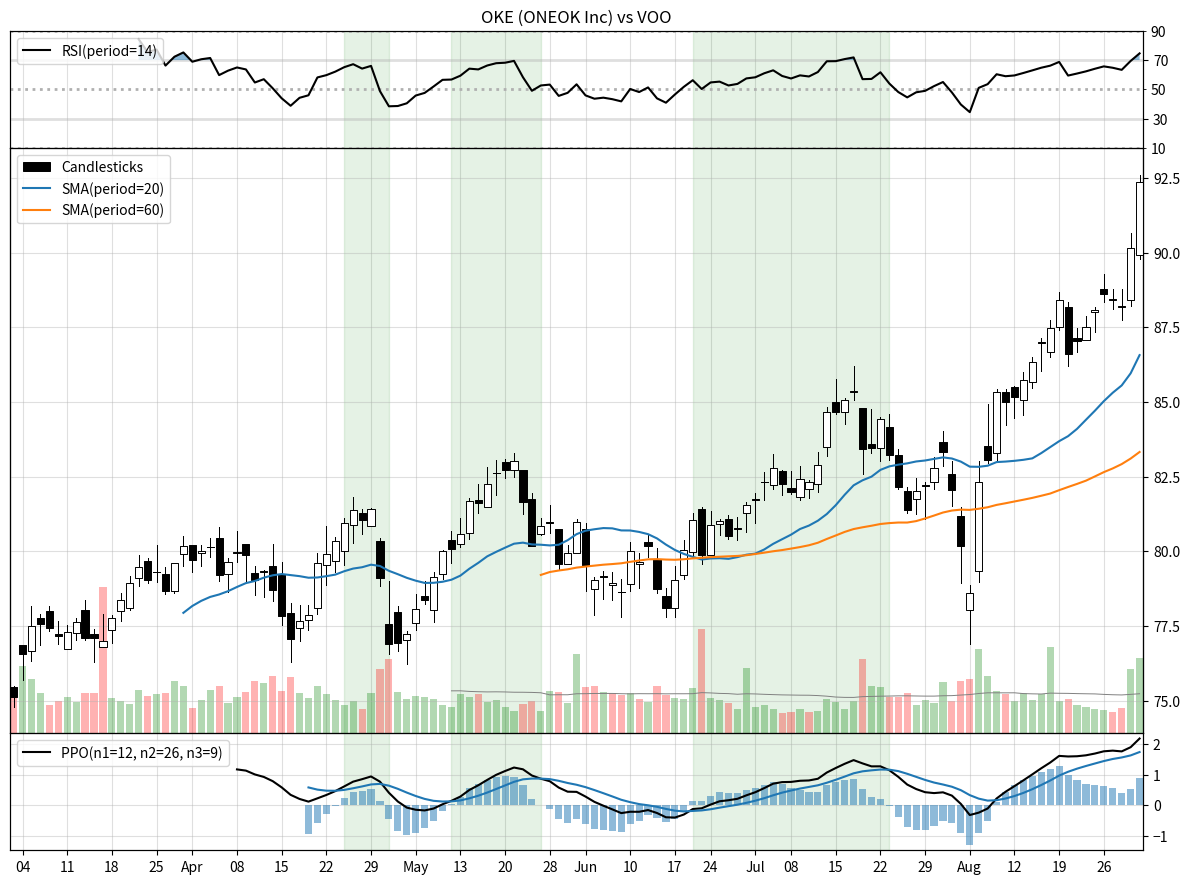 OKE (ONEOK Inc) vs VOO
RSI(period=14)
90
70
50
30
10
Candlesticks
SMA(period=20)
SMA(period=60)
92.5
90.0
87.5
85.0
82.5
80.0
77.5
75.0
PPO(n1=12, n2=26, n3=9)
2
1
0
−1
04 11 18 25 Apr 08 15 22 29 May 13 20 28 Jun 10 17 24 Jul 08 15 22 29 Aug 12 19 26